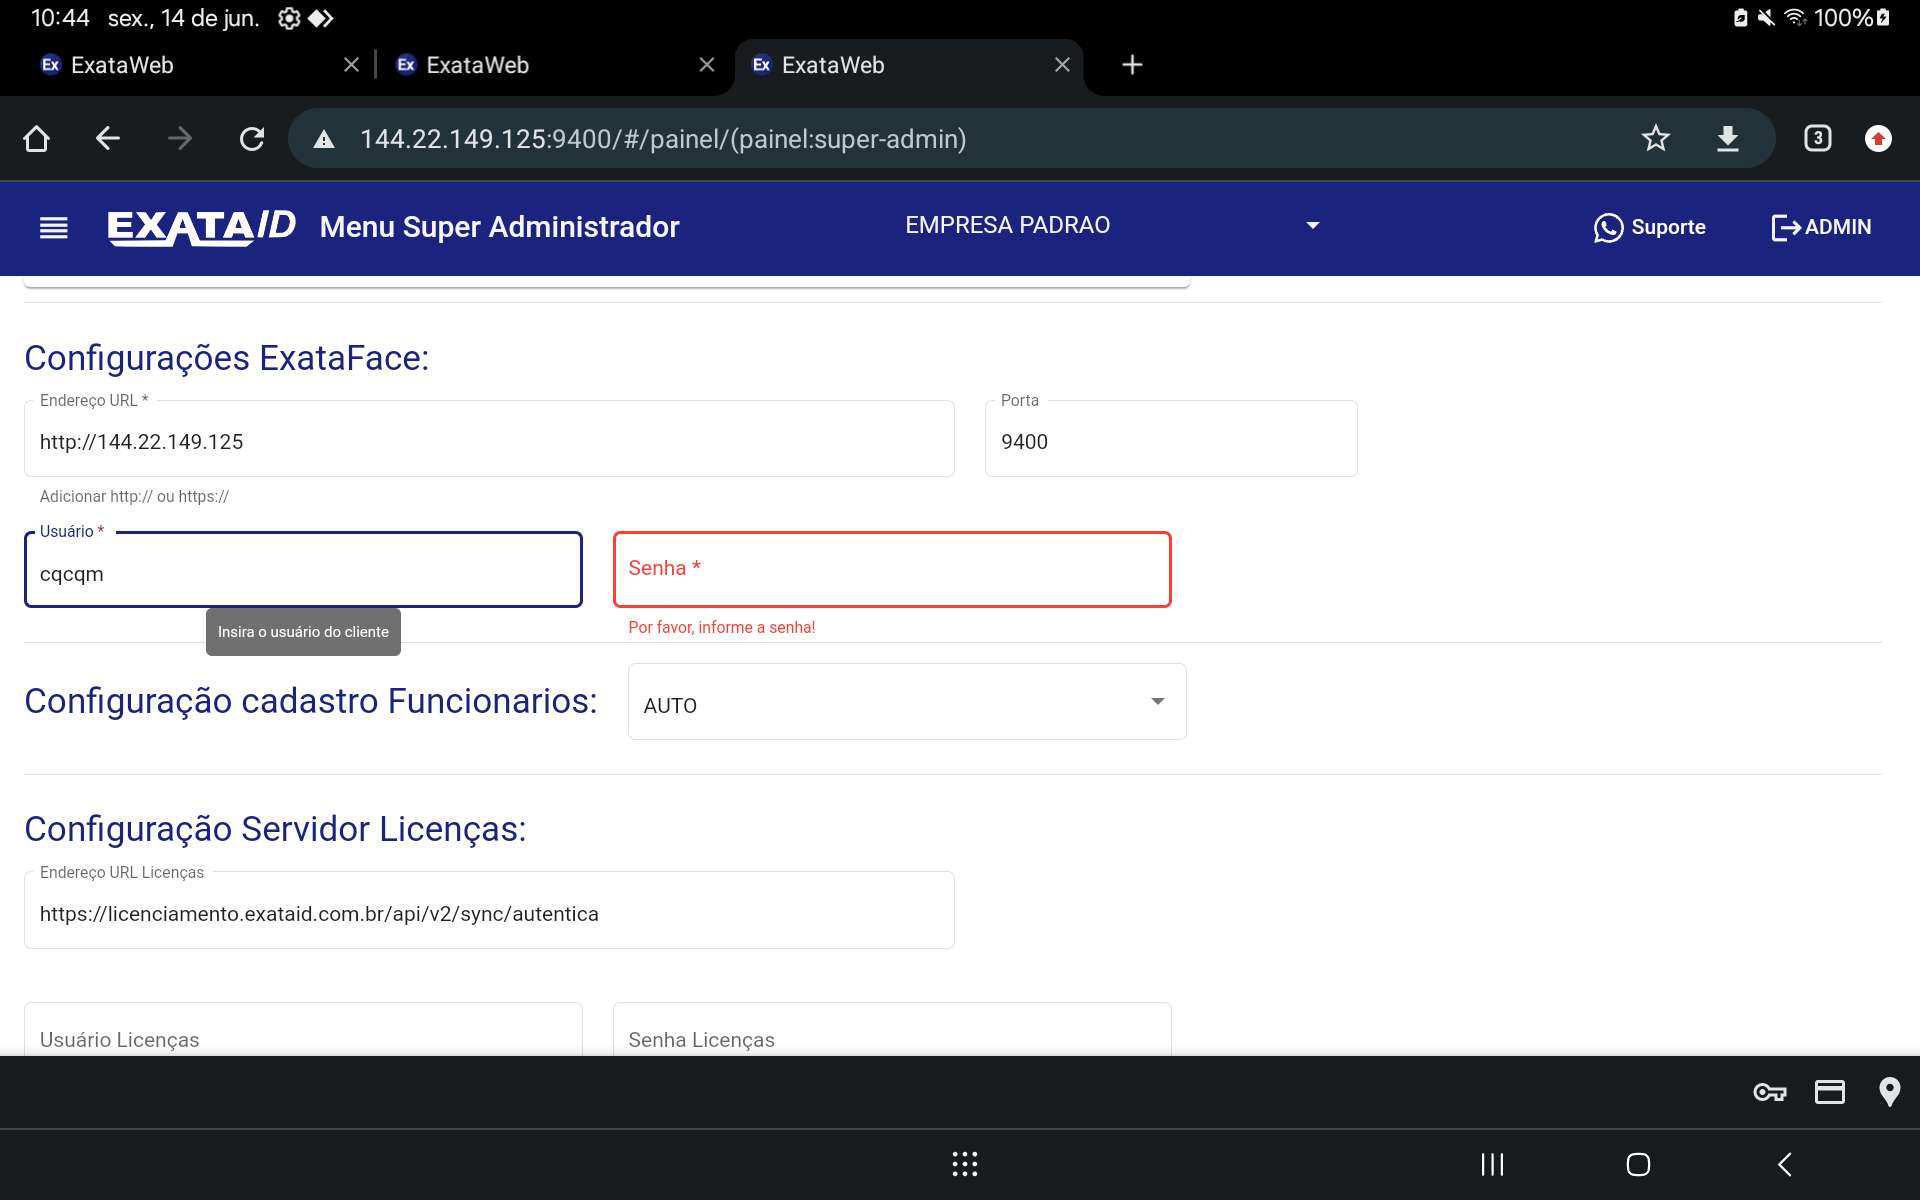 10:44 sex., 14 de jun. 100%
Ex ExataWeb Ex ExataWeb Ex ExataWeb
144.22.149.125:9400/#/painel/(painel:super-admin) 3
EXATAID Menu Super Administrador EMPRESA PADRAO Suporte ADMIN
Configurações ExataFace:
Endereço URL * Porta
http://144.22.149.125 9400
Adicionar http:// ou https://
Usuário *
cqcqm Senha *
Insira o usuário do cliente Por favor, informe a senha!
Configuração cadastro Funcionarios: AUTO
Configuração Servidor Licenças:
Endereço URL Licenças
https://licenciamento.exataid.com.br/api/v2/sync/autentica
Usuário Licenças Senha Licenças